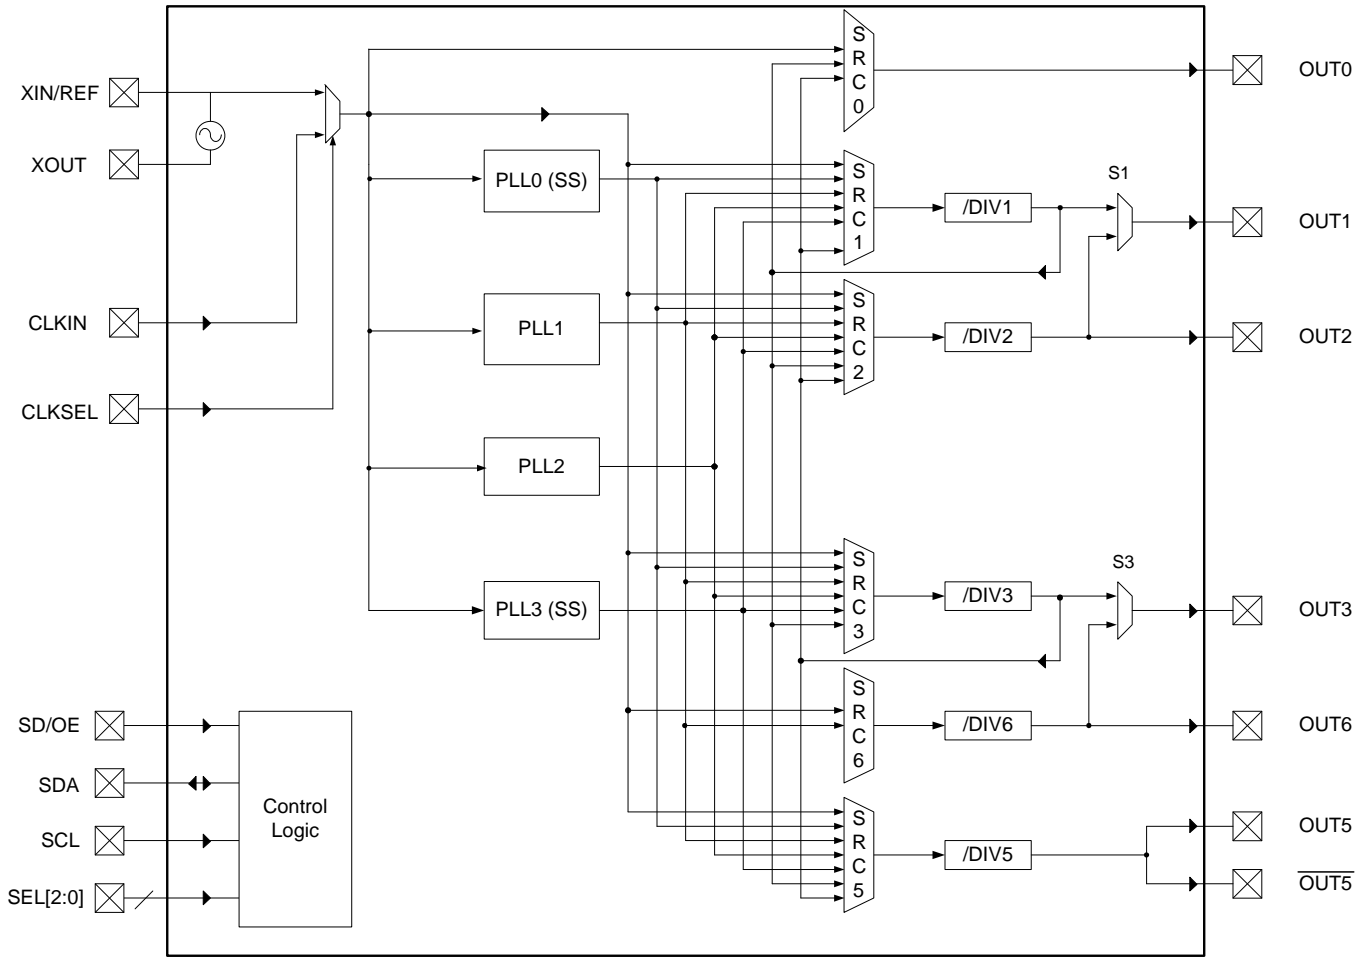 XIN/REF
XOUT
CLKIN
CLKSEL
SD/OE
SDA
SCL
SEL[2:0]
Control
Logic
PLL0 (SS)
PLL1
PLL2
PLL3 (SS)
S
R
C
0
S
R
C
1
S
R
C
2
S
R
C
3
S
R
C
6
S
R
C
5
/DIV1
/DIV2
/DIV3
/DIV6
/DIV5
S1
S3
OUT0
OUT1
OUT2
OUT3
OUT6
OUT5
OUT5